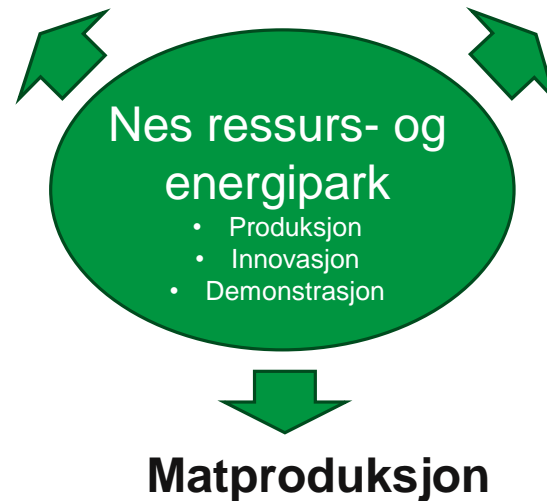 Nes ressurs- og
energipark
• Produksjon
• Innovasjon
• Demonstrasjon
Matproduksjon